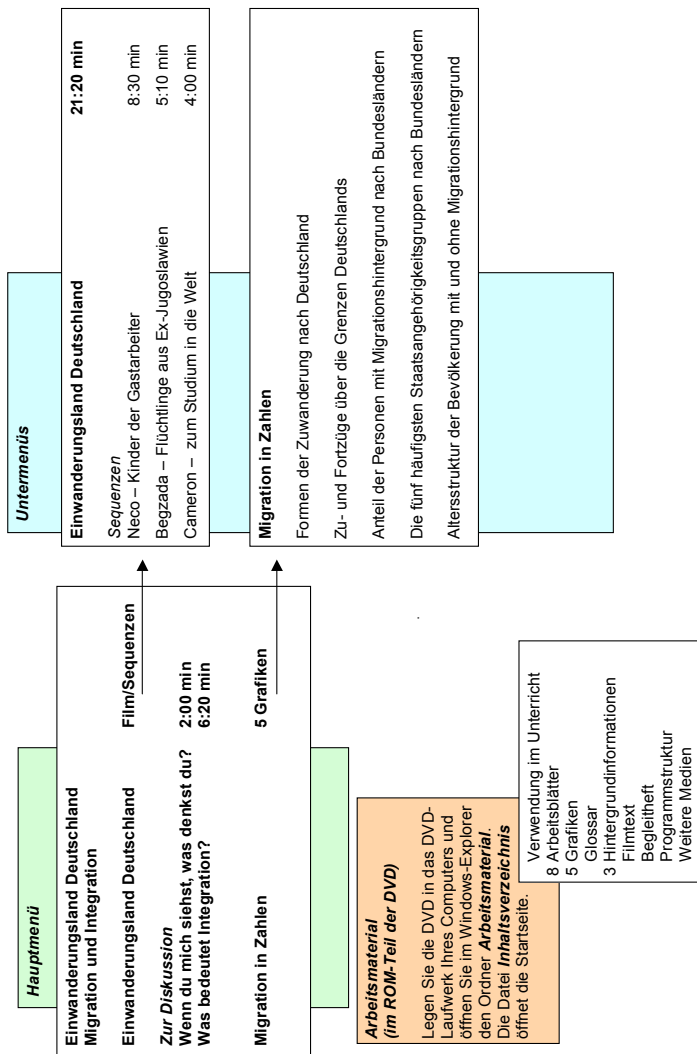 Hauptmenü
Einwanderungsland Deutschland
Migration und Integration
Einwanderungsland Deutschland Film/Sequenzen
Zur Diskussion
Wenn du mich siehst, was denkst du? 2:00 min
Was bedeutet Integration? 6:20 min
Migration in Zahlen 5 Grafiken
Untermenüs
Einwanderungsland Deutschland 21:20 min
Sequenzen
Neco – Kinder der Gastarbeiter 8:30 min
Begzada – Flüchtlinge aus Ex-Jugoslawien 5:10 min
Cameron – zum Studium in die Welt 4:00 min
Migration in Zahlen
Formen der Zuwanderung nach Deutschland
Zu- und Fortzüge über die Grenzen Deutschlands
Anteil der Personen mit Migrationshintergrund nach Bundesländern
Die fünf häufigsten Staatsangehörigkeitsgruppen nach Bundesländern
Altersstruktur der Bevölkerung mit und ohne Migrationshintergrund
Arbeitsmaterial
(im ROM-Teil der DVD)
Legen Sie die DVD in das DVD-
Laufwerk Ihres Computers und
öffnen Sie im Windows-Explorer
den Ordner Arbeitsmaterial.
Die Datei Inhaltsverzeichnis
öffnet die Startseite.
Verwendung im Unterricht
8 Arbeitsblätter
5 Grafiken
Glossar
3 Hintergrundinformationen
Filmtext
Begleitheft
Programmstruktur
Weitere Medien